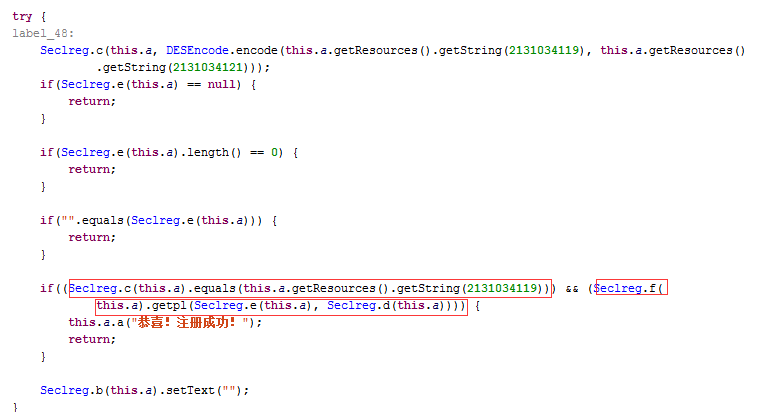 try {
label_48:
    Seclreg.c(this.a, DESEncode.encode(this.a.getResources().getString(2131034119), this.a.getResources()
            .getString(2131034121)));
    if(Seclreg.e(this.a) == null) {
        return;
    }
    if(Seclreg.e(this.a).length() == 0) {
        return;
    }
    if("".equals(Seclreg.e(this.a))) {
        return;
    }
    if((Seclreg.c(this.a).equals(this.a.getResources().getString(2131034119))) && (Seclreg.f(
            this.a).getpl(Seclreg.e(this.a), Seclreg.d(this.a)))) {
        this.a.a("恭喜! 注册成功! ");
        return;
    }
    Seclreg.b(this.a).setText("");
}